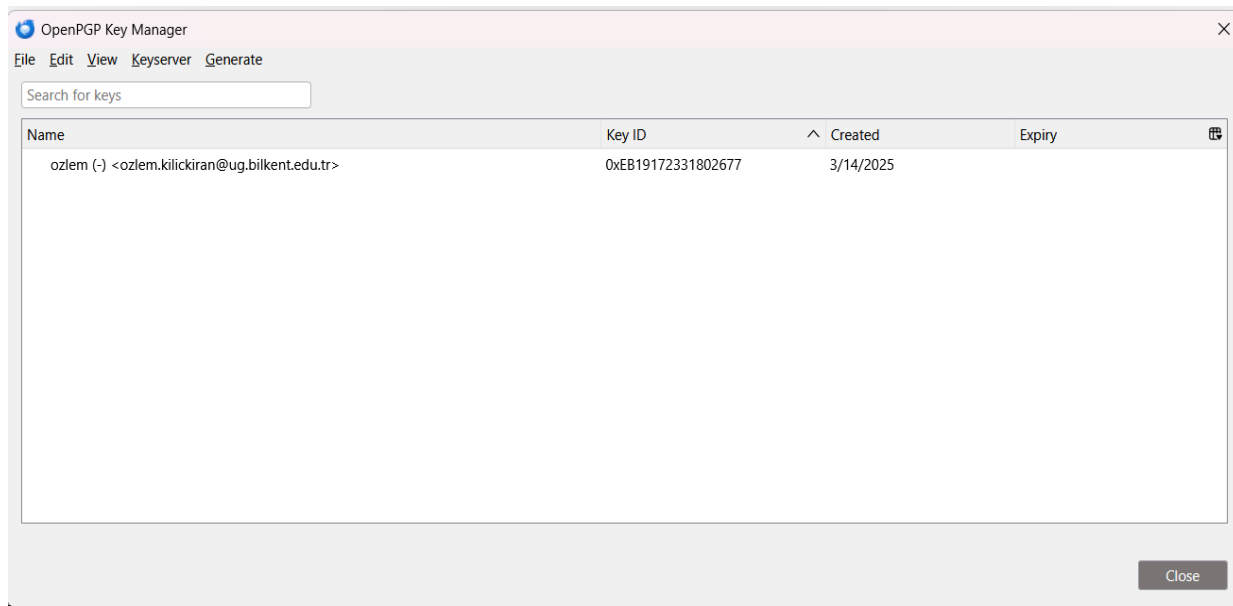 OpenPGP Key Manager
File Edit View Keyserver Generate
Search for keys
Name Key ID Created Expiry
ozlem (-) <ozlem.kilickiran@ug.bilkent.edu.tr> 0xEB19172331802677 3/14/2025
Close